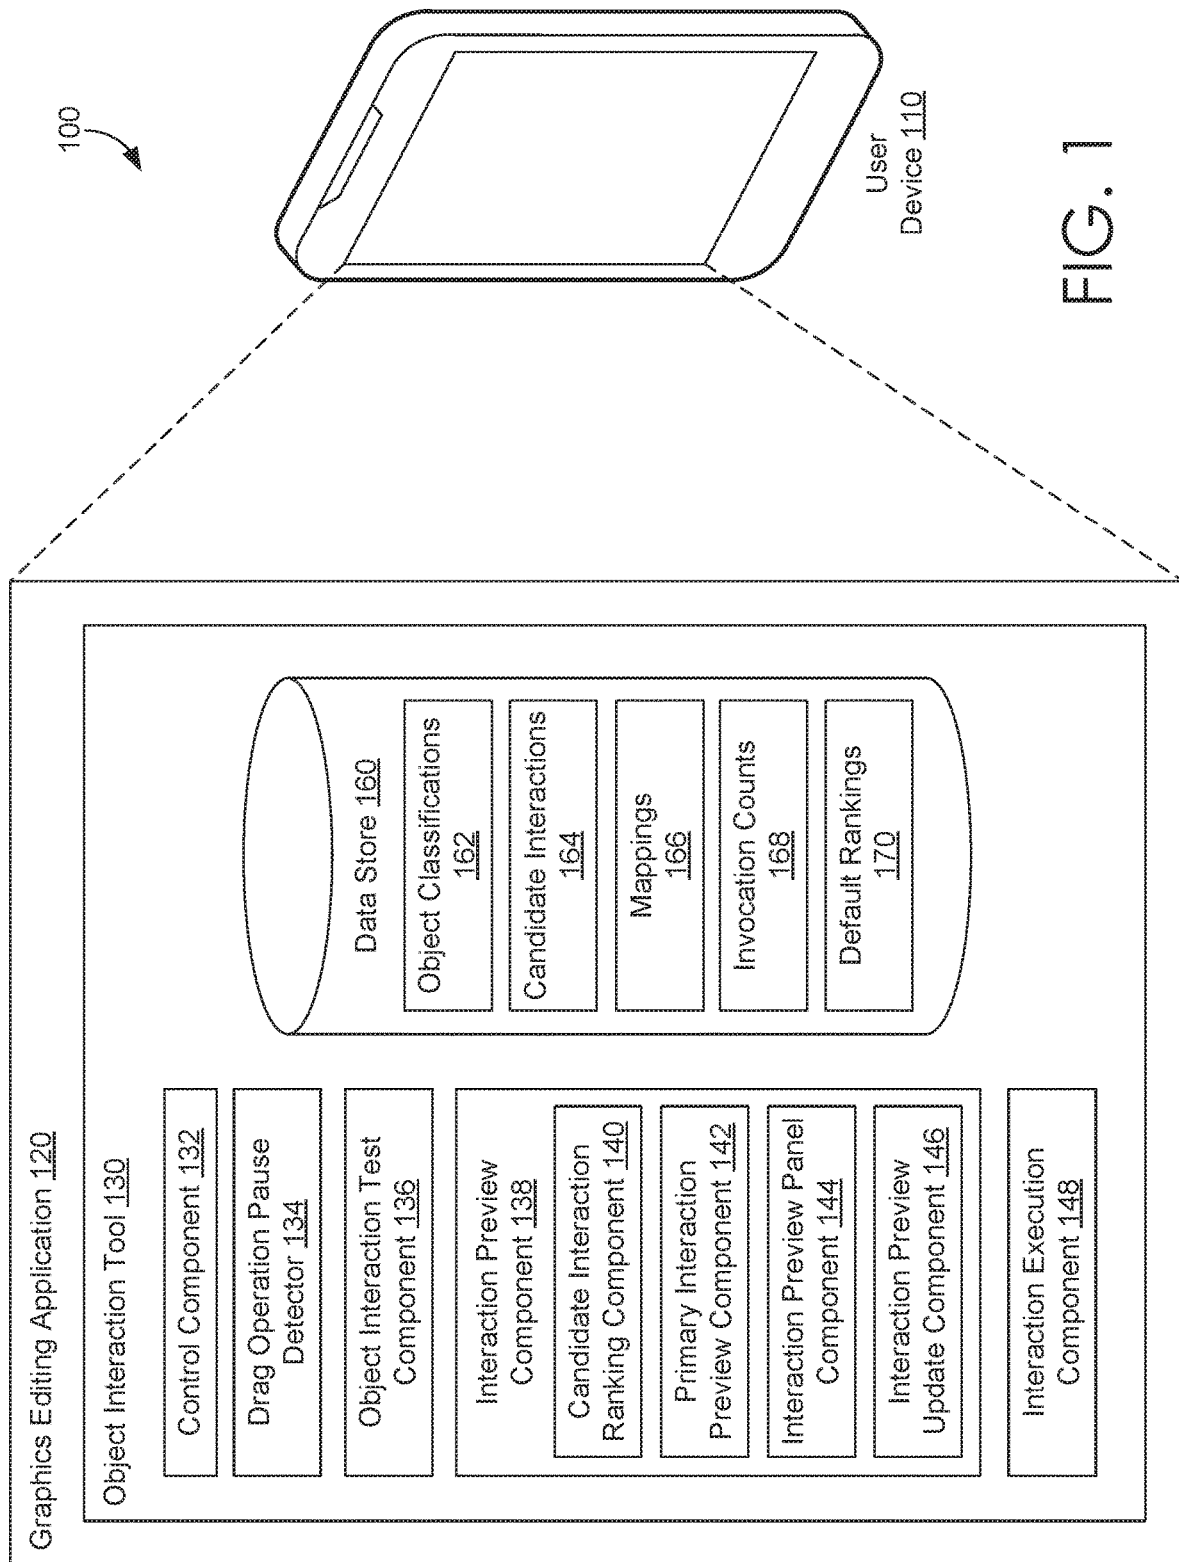 100
Graphics Editing Application 120
Object Interaction Tool 130
Control Component 132
Drag Operation Pause
Detector 134
Object Interaction Test
Component 136
Interaction Preview
Component 138
Candidate Interaction
Ranking Component 140
Primary Interaction
Preview Component 142
Interaction Preview Panel
Component 144
Interaction Preview
Update Component 146
Interaction Execution
Component 148
Data Store 160
Object Classifications
162
Candidate Interactions
164
Mappings
166
Invocation Counts
168
Default Rankings
170
User
Device 110
FIG. 1